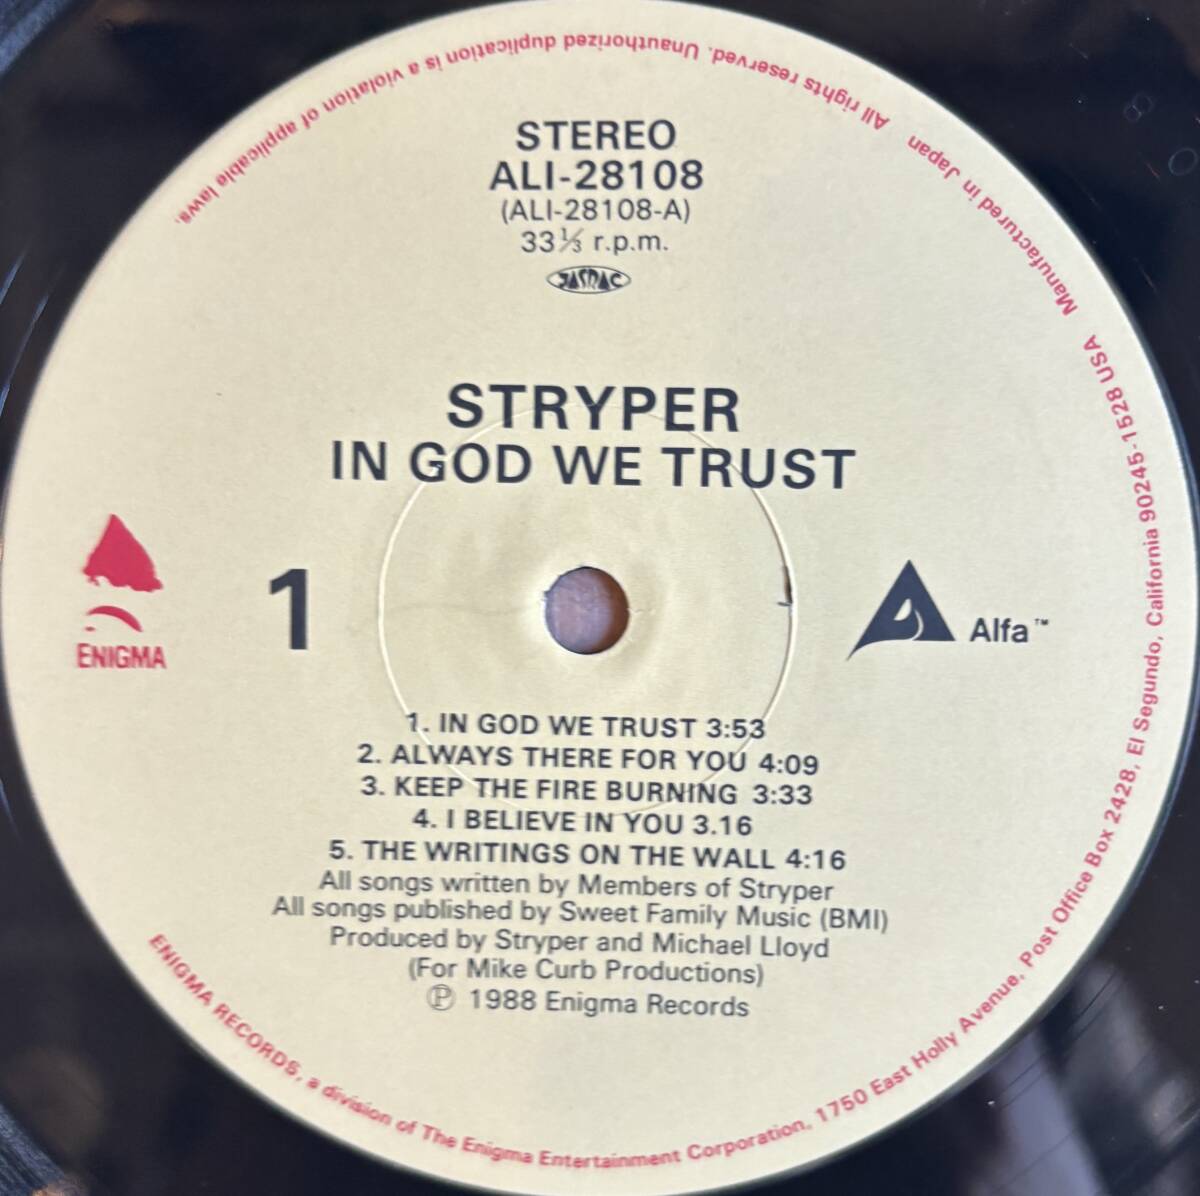 STEREO
ALI-28108
(ALI-28108-A)
33⅓ r.p.m.
JASRAC
STRYPER
IN GOD WE TRUST
ENIGMA
1
Alfa™
1. IN GOD WE TRUST 3:53
2. ALWAYS THERE FOR YOU 4:09
3. KEEP THE FIRE BURNING 3:33
4. I BELIEVE IN YOU 3.16
5. THE WRITINGS ON THE WALL 4:16
All songs written by Members of Stryper
All songs published by Sweet Family Music (BMI)
Produced by Stryper and Michael Lloyd
(For Mike Curb Productions)
℗ 1988 Enigma Records
ENIGMA RECORDS, a division of The Enigma Entertainment Corporation, 1750 East Holly Avenue, Post Office Box 2428, El Segundo, California 90245-1528 USA Manufactured in Japan All rights reserved. Unauthorized duplication is a violation of applicable laws.